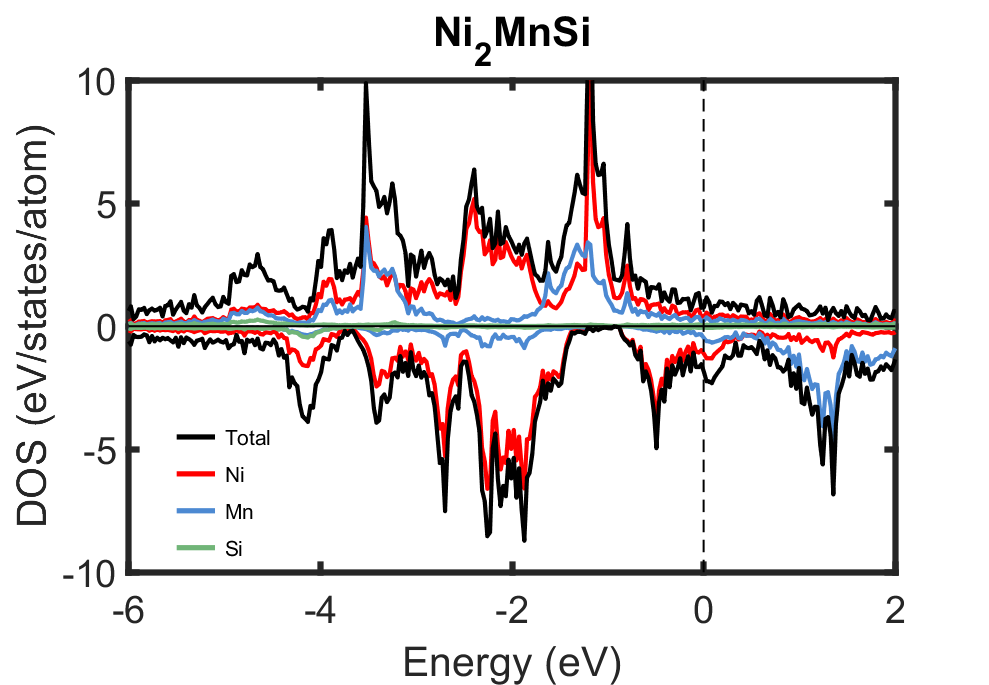 Ni₂MnSi
10
5
0
-5
-10
DOS (eV/states/atom)
Total
Ni
Mn
Si
-6
-4
-2
0
2
Energy (eV)